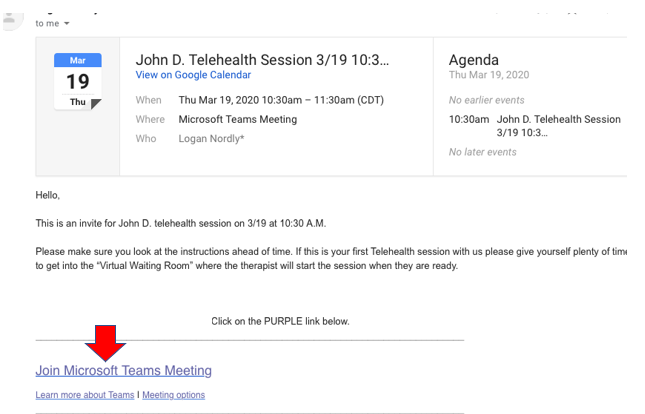 to me
Mar
19
Thu
John D. Telehealth Session 3/19 10:3...
View on Google Calendar
When Thu Mar 19, 2020 10:30am – 11:30am (CDT)
Where Microsoft Teams Meeting
Who Logan Nordly*
Agenda
Thu Mar 19, 2020
No earlier events
10:30am John D. Telehealth Session
3/19 10:3...
No later events
Hello,
This is an invite for John D. telehealth session on 3/19 at 10:30 A.M.
Please make sure you look at the instructions ahead of time. If this is your first Telehealth session with us please give yourself plenty of time
to get into the “Virtual Waiting Room” where the therapist will start the session when they are ready.
Click on the PURPLE link below.
Join Microsoft Teams Meeting
Learn more about Teams | Meeting options